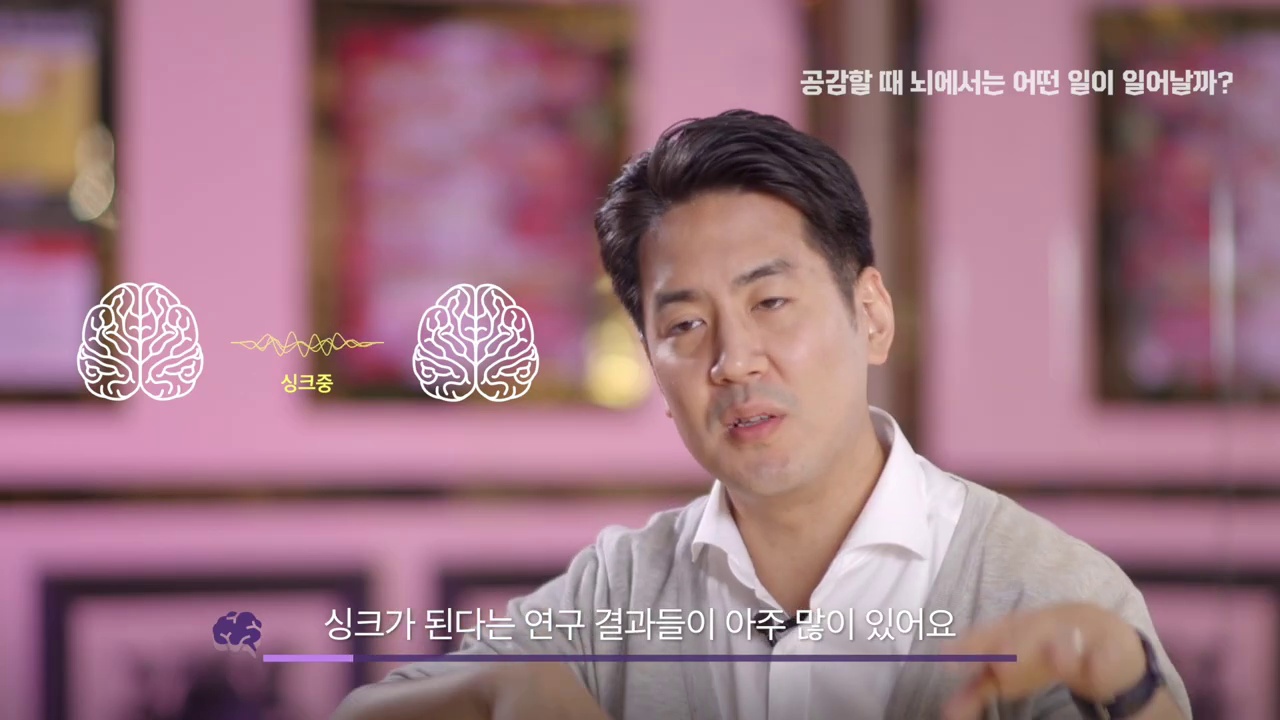 공감할 때 뇌에서는 어떤 일이 일어날까?
싱크중
싱크가 된다는 연구 결과들이 아주 많이 있어요